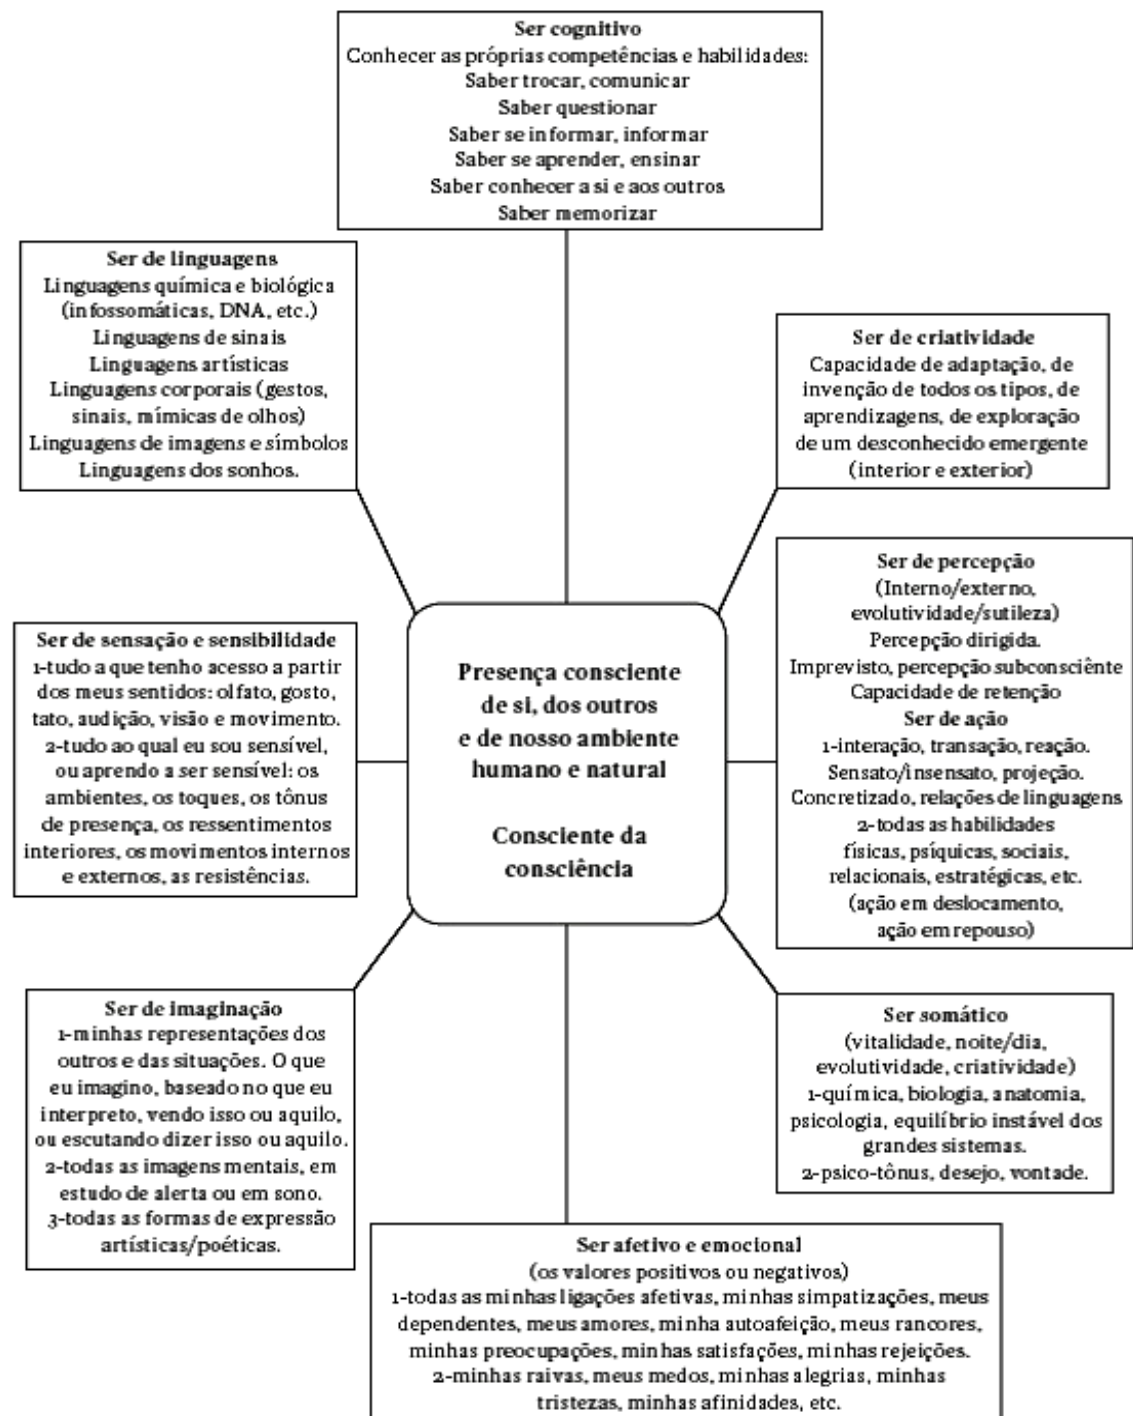 Ser cognitivo
Conhecer as próprias competências e habilidades:
Saber trocar, comunicar
Saber questionar
Saber se informar, informar
Saber se aprender, ensinar
Saber conhecer a si e aos outros
Saber memorizar
Ser de linguagens
Linguagens química e biológica
(infossomáticas, DNA, etc.)
Linguagens de sinais
Linguagens artísticas
Linguagens corporais (gestos,
sinais, mímicas de olhos)
Linguagens de imagens e símbolos
Linguagens dos sonhos.
Ser de criatividade
Capacidade de adaptação, de
invenção de todos os tipos, de
aprendizagens, de exploração
de um desconhecido emergente
(interior e exterior)
Ser de sensação e sensibilidade
1-tudo a que tenho acesso a partir
dos meus sentidos: olfato, gosto,
tato, audição, visão e movimento.
2-tudo ao qual eu sou sensível,
ou aprendo a ser sensível: os
ambientes, os toques, os tônus
de presença, os ressentimentos
interiores, os movimentos internos
e externos, as resistências.
Presença consciente
de si, dos outros
e de nosso ambiente
humano e natural
Consciente da
consciência
Ser de percepção
(Interno/externo,
evolutividade/sutileza)
Percepção dirigida.
Imprevisto, percepção subconsciênte
Capacidade de retenção
Ser de ação
1-interação, transação, reação.
Sensato/insensato, projeção.
Concretizado, relações de linguagens
2-todas as habilidades
físicas, psíquicas, sociais,
relacionais, estratégicas, etc.
(ação em deslocamento,
ação em repouso)
Ser de imaginação
1-minhas representações dos
outros e das situações. O que
eu imagino, baseado no que eu
interpreto, vendo isso ou aquilo,
ou escutando dizer isso ou aquilo.
2-todas as imagens mentais, em
estudo de alerta ou em sono.
3-todas as formas de expressão
artísticas/poéticas.
Ser somático
(vitalidade, noite/dia,
evolutividade, criatividade)
1-química, biologia, anatomia,
psicologia, equilíbrio instável dos
grandes sistemas.
2-psico-tônus, desejo, vontade.
Ser afetivo e emocional
(os valores positivos ou negativos)
1-todas as minhas ligações afetivas, minhas simpatizações, meus
dependentes, meus amores, minha autoafeição, meus rancores,
minhas preocupações, minhas satisfações, minhas rejeições.
2-minhas raivas, meus medos, minhas alegrias, minhas
tristezas, minhas afinidades, etc.